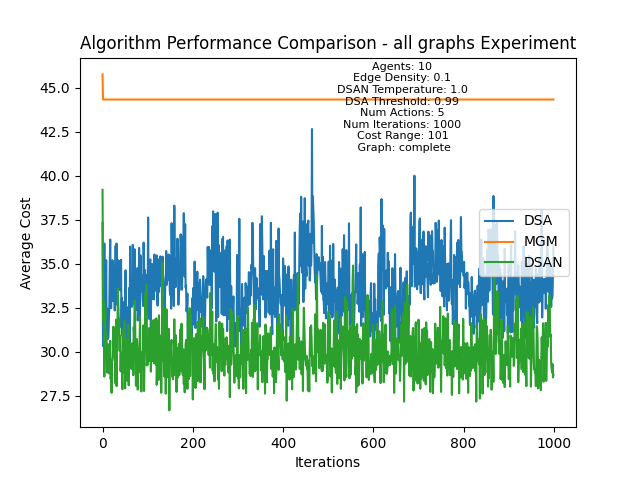 Algorithm Performance Comparison - all graphs Experiment
Agents: 10
Edge Density: 0.1
DSAN Temperature: 1.0
DSA Threshold: 0.99
Num Actions: 5
Num Iterations: 1000
Cost Range: 101
Graph: complete
45.0
42.5
40.0
37.5
35.0
32.5
30.0
27.5
Average Cost
DSA
MGM
DSAN
0 200 400 600 800 1000
Iterations